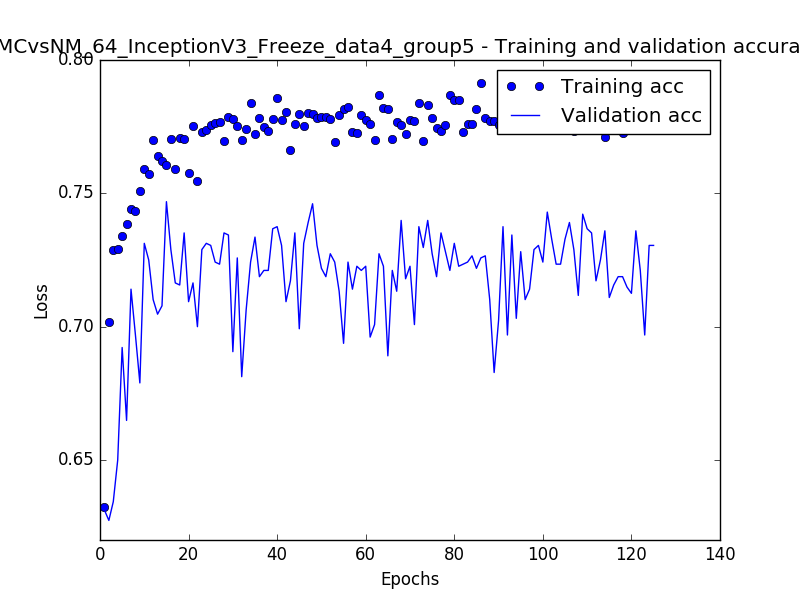 MCvsNM_64_InceptionV3_Freeze_data4_group5 - Training and validation accura
0.80
0.75
0.70
0.65
Loss
Training acc
Validation acc
0 20 40 60 80 100 120 140
Epochs